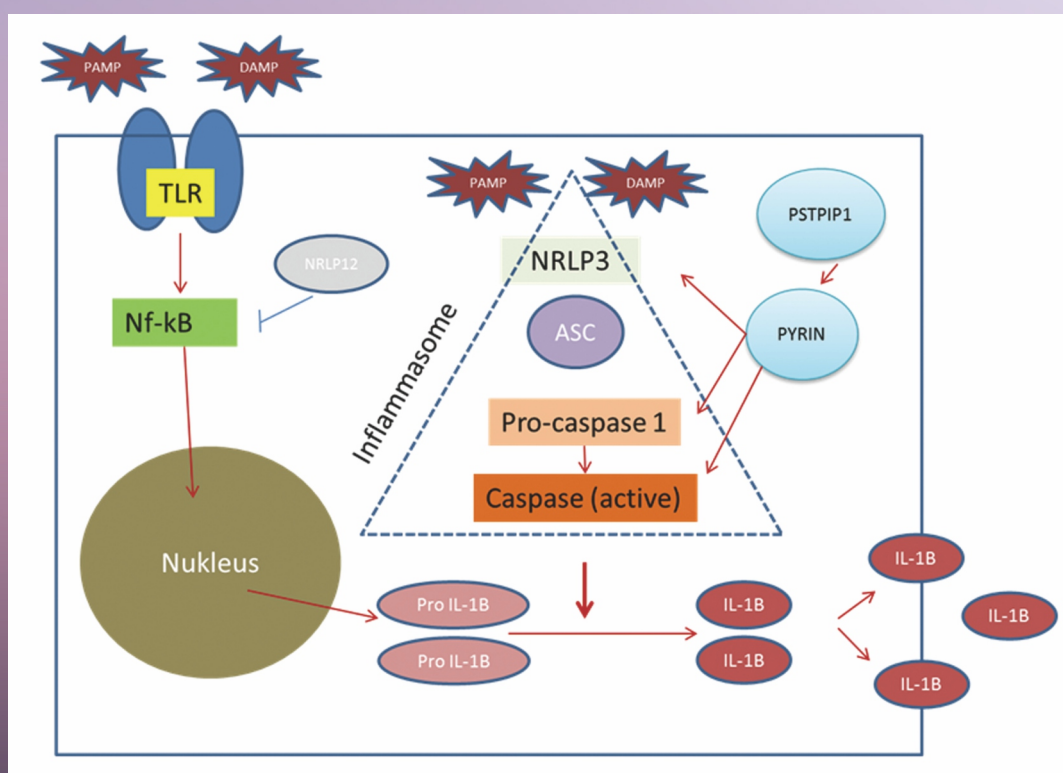 PAMP
DAMP
TLR
Nf-kB
NRLP12
Nukleus
Inflammasome
PAMP
DAMP
NRLP3
ASC
Pro-caspase 1
Caspase (active)
PSTPIP1
PYRIN
Pro IL-1B
Pro IL-1B
IL-1B
IL-1B
IL-1B
IL-1B
IL-1B